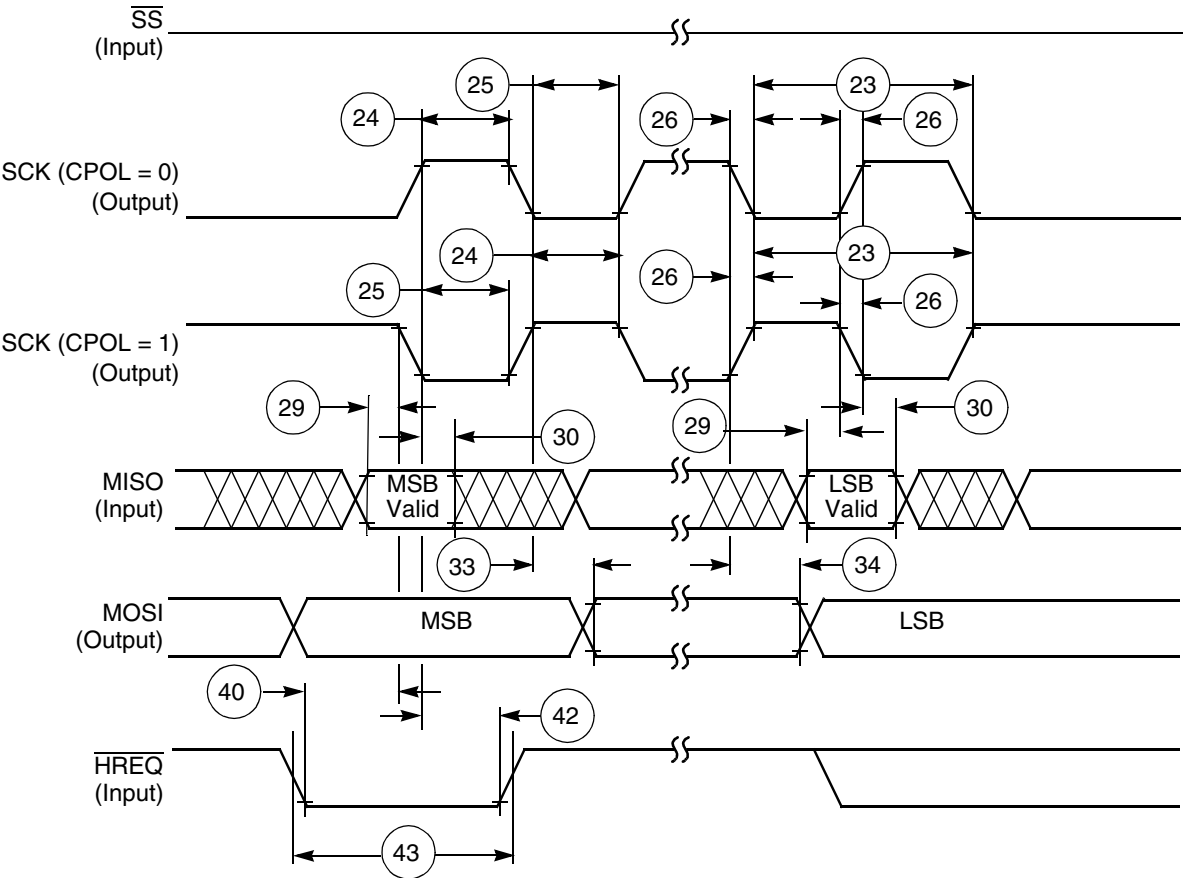 SS
(Input)
25
23
24
26
26
SCK (CPOL = 0)
(Output)
24
23
26
25
26
SCK (CPOL = 1)
(Output)
29
30
29
30
MISO
(Input)
MSB
Valid
LSB
Valid
33
34
MOSI
(Output)
MSB
LSB
40
42
HREQ
(Input)
43